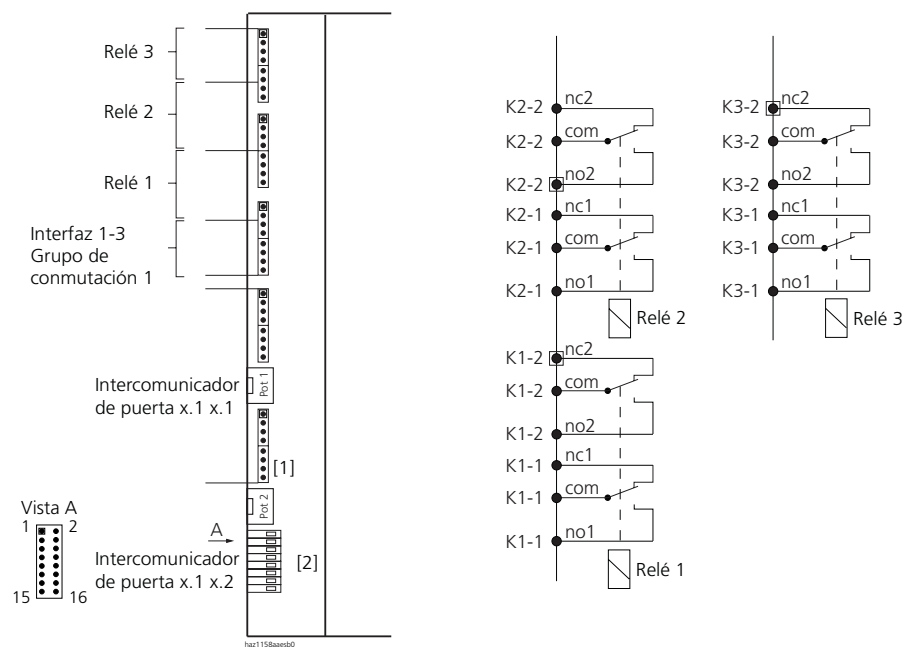 Relé 3
Relé 2
Relé 1
Interfaz 1-3
Grupo de
conmutación 1
Pot 1
Intercomunicador
de puerta x.1 x.1
[1]
Pot 2
Vista A
1
2
15
16
A
Intercomunicador
de puerta x.1 x.2
[2]
haz1158aaesb0
K2-2 nc2
K2-2 com
K2-2 no2
K2-1 nc1
K2-1 com
K2-1 no1
Relé 2
K1-2 nc2
K1-2 com
K1-2 no2
K1-1 nc1
K1-1 com
K1-1 no1
Relé 1
K3-2 nc2
K3-2 com
K3-2 no2
K3-1 nc1
K3-1 com
K3-1 no1
Relé 3